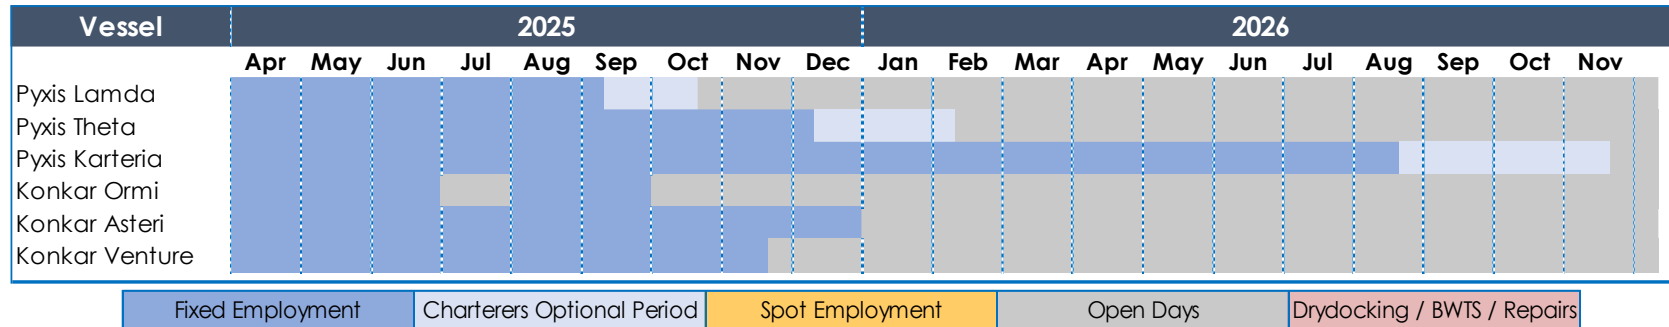 Vessel 2025 2026
Apr May Jun Jul Aug Sep Oct Nov Dec Jan Feb Mar Apr May Jun Jul Aug Sep Oct Nov
Pyxis Lamda
Pyxis Theta
Pyxis Karteria
Konkar Ormi
Konkar Asteri
Konkar Venture
Fixed Employment Charterers Optional Period Spot Employment Open Days Drydocking / BWTS / Repairs